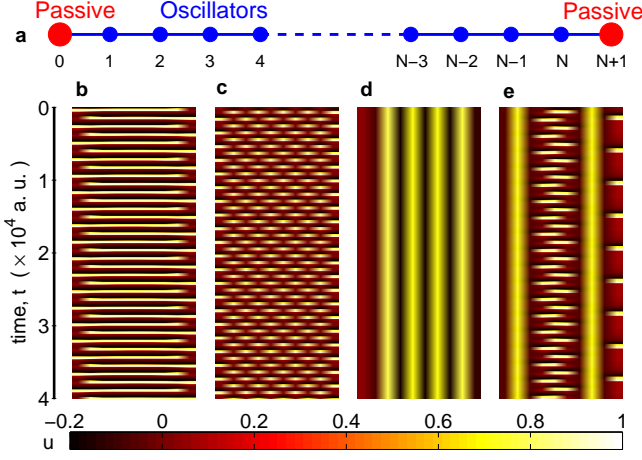 Passive Oscillators Passive
a
0 1 2 3 4 N−3 N−2 N−1 N N+1
b c d e
0
1
2
3
4
time, t (×10⁴ a. u.)
−0.2 0 0.2 0.4 0.6 0.8 1
u